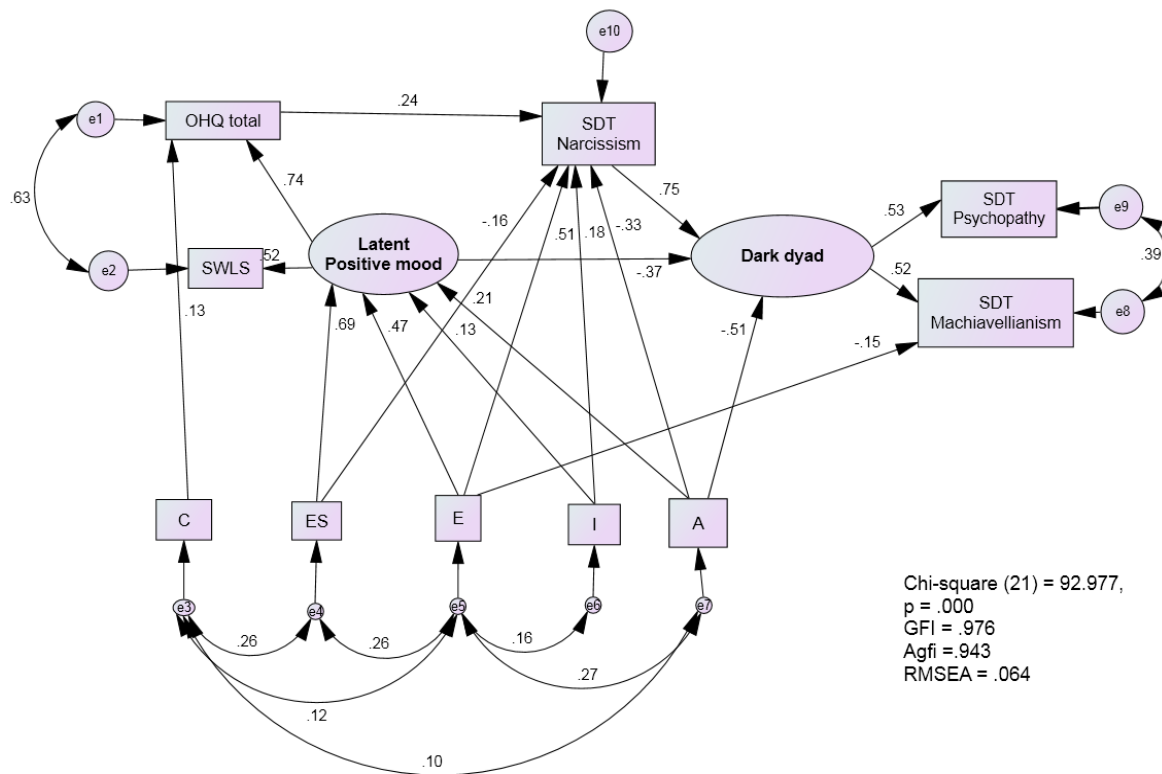 e10
e1
OHQ total
.24
SDT
Narcissism
.63
.74
-.16
.75
SDT
Psychopathy
e9
.53
e2
SWLS
.52
Latent
Positive mood
.51
.18
-.33
Dark dyad
.39
-.37
.52
SDT
Machiavellianism
e8
.13
.69
.47
.21
.13
-.51
-.15
C
ES
E
I
A
e3
e4
e5
e6
e7
.26
.26
.16
.27
.12
.10
Chi-square (21) = 92.977,
p = .000
GFI = .976
Agfi =.943
RMSEA = .064